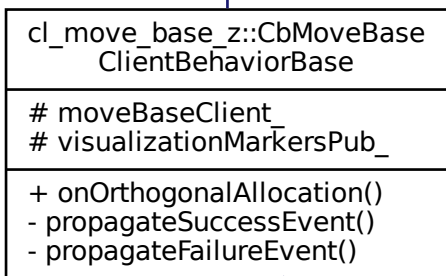 cl_move_base_z::CbMoveBase
ClientBehaviorBase
# moveBaseClient_
# visualizationMarkersPub_
+ onOrthogonalAllocation()
- propagateSuccessEvent()
- propagateFailureEvent()